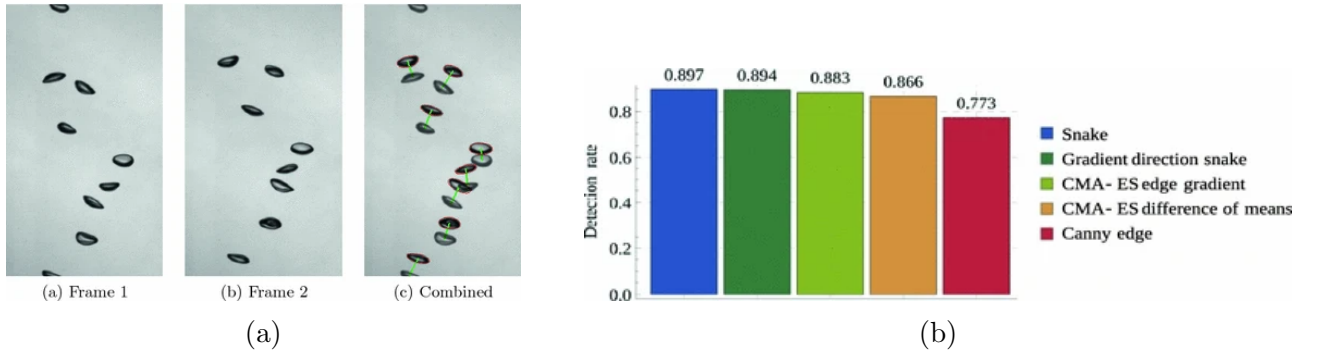 (a) Frame 1
(b) Frame 2
(c) Combined
(a)
0.897
0.894
0.883
0.866
0.773
0.8
0.6
0.4
0.2
0.0
Detection rate
Snake
Gradient direction snake
CMA- ES edge gradient
CMA- ES difference of means
Canny edge
(b)